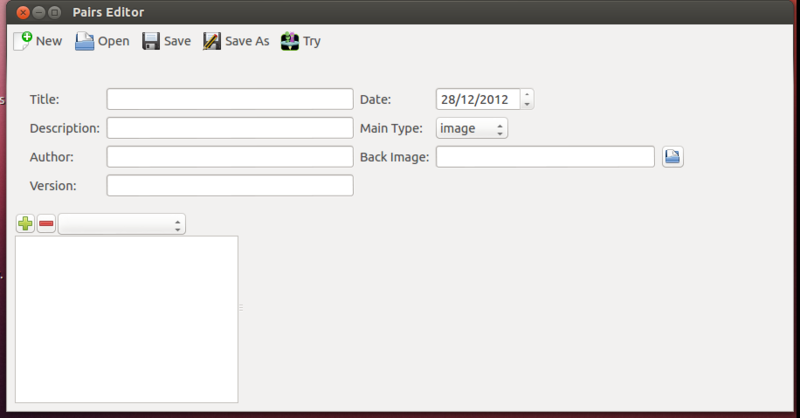 Pairs Editor
New Open Save Save As Try
Title: Date: 28/12/2012
Description: Main Type: image
Author: Back Image:
Version: